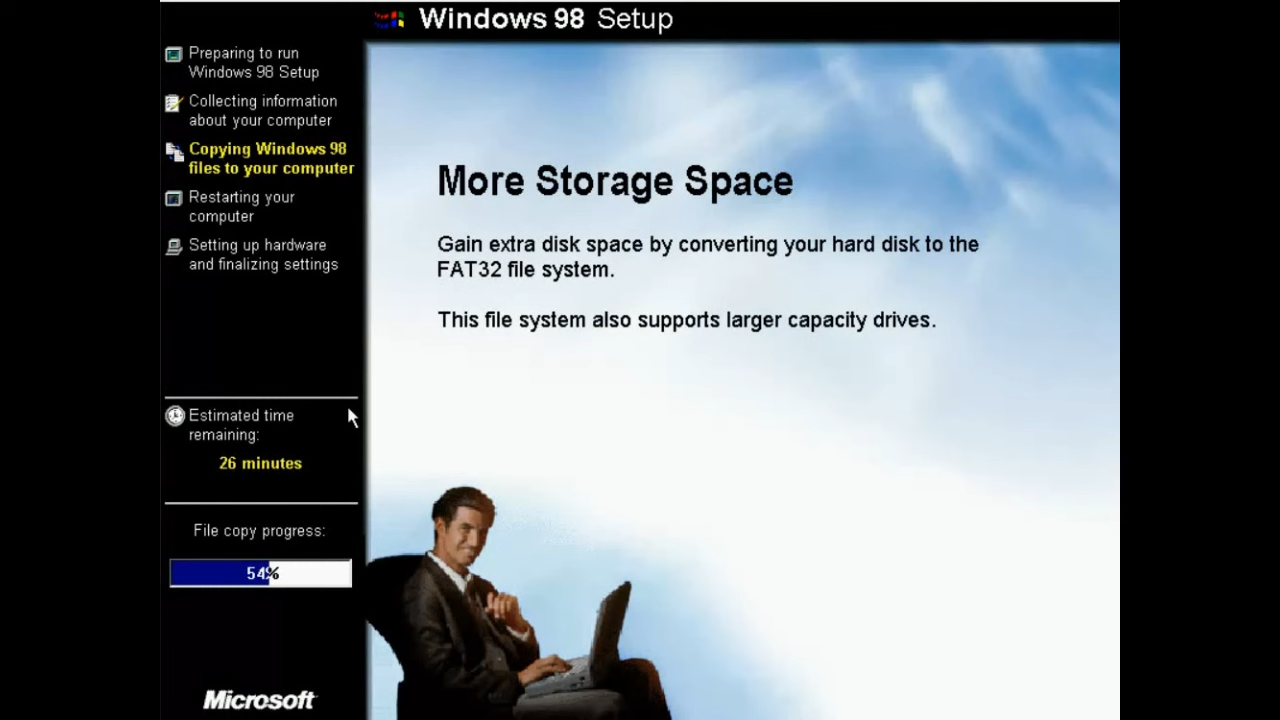 Windows 98 Setup
Preparing to run
Windows 98 Setup
Collecting information
about your computer
Copying Windows 98
files to your computer
Restarting your
computer
Setting up hardware
and finalizing settings
Estimated time
remaining:
26 minutes
File copy progress:
54%
Microsoft
More Storage Space
Gain extra disk space by converting your hard disk to the
FAT32 file system.
This file system also supports larger capacity drives.